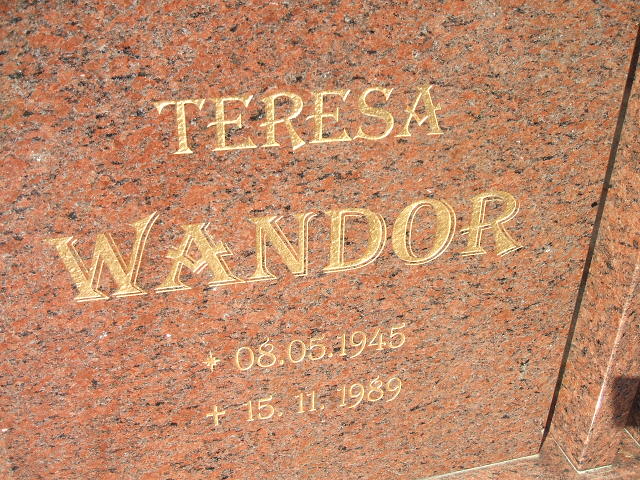 TERESA
WANDOR
* 08.05.1945
+ 15.11.1989